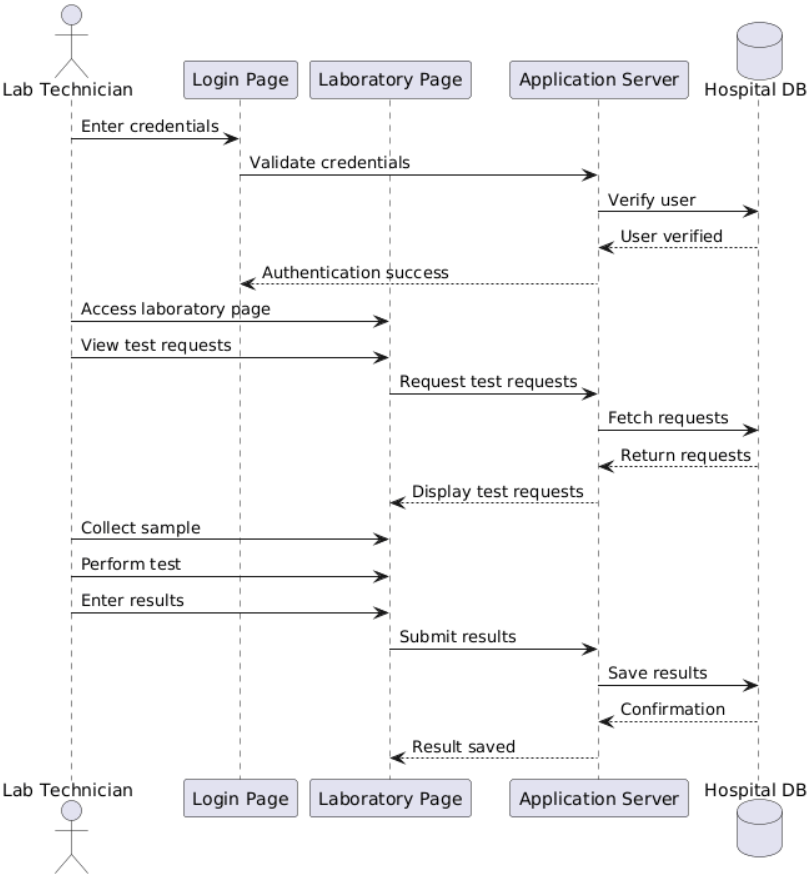 Lab Technician
Login Page
Laboratory Page
Application Server
Hospital DB
Enter credentials
Validate credentials
Verify user
User verified
Authentication success
Access laboratory page
View test requests
Request test requests
Fetch requests
Return requests
Display test requests
Collect sample
Perform test
Enter results
Submit results
Save results
Confirmation
Result saved
Lab Technician
Login Page
Laboratory Page
Application Server
Hospital DB